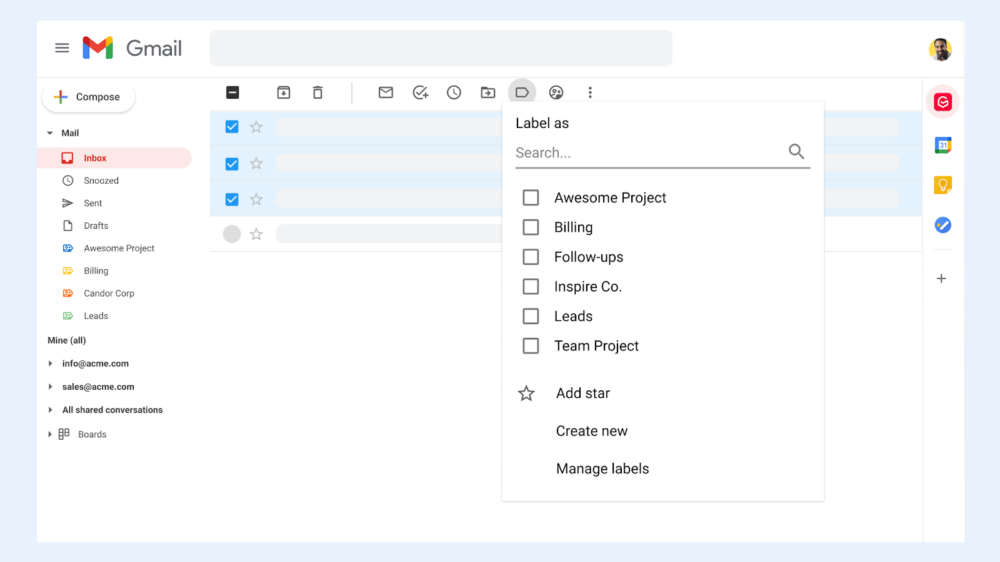 Gmail
Compose
Mail
Inbox
Snoozed
Sent
Drafts
Awesome Project
Billing
Candor Corp
Leads
Mine (all)
info@acme.com
sales@acme.com
All shared conversations
Boards
Label as
Search...
Awesome Project
Billing
Follow-ups
Inspire Co.
Leads
Team Project
Add star
Create new
Manage labels
31